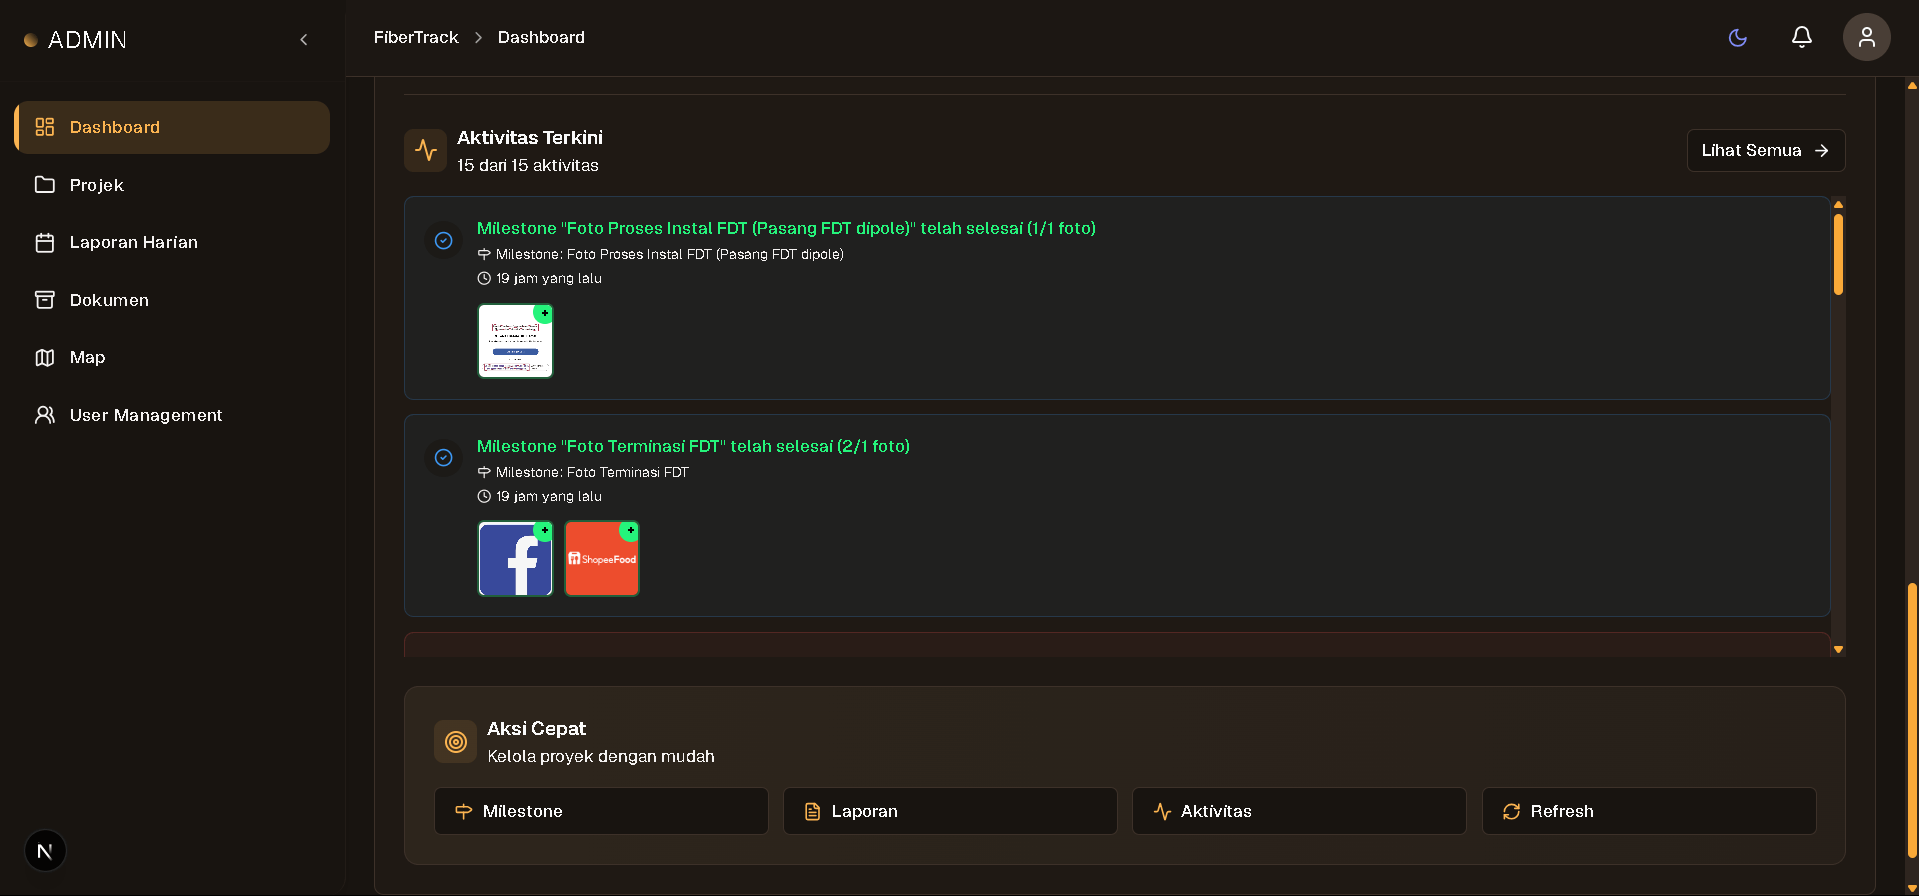 ADMIN
FiberTrack
Dashboard
Dashboard
Projek
Laporan Harian
Dokumen
Map
User Management
Aktivitas Terkini
15 dari 15 aktivitas
Lihat Semua
Milestone "Foto Proses Instal FDT (Pasang FDT dipole)" telah selesai (1/1 foto)
Milestone: Foto Proses Instal FDT (Pasang FDT dipole)
19 jam yang lalu
Milestone "Foto Terminasi FDT" telah selesai (2/1 foto)
Milestone: Foto Terminasi FDT
19 jam yang lalu
ShopeeFood
Aksi Cepat
Kelola proyek dengan mudah
Milestone
Laporan
Aktivitas
Refresh
N